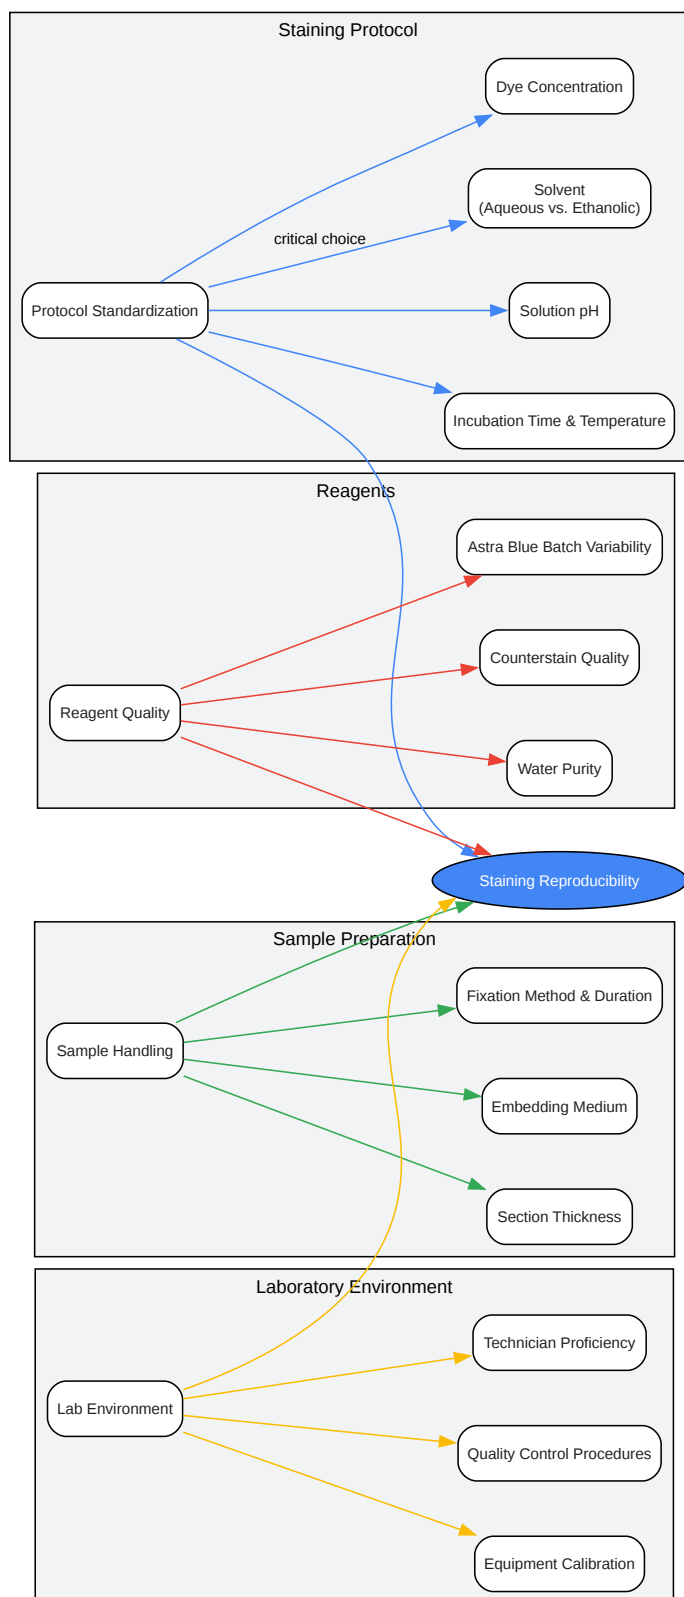 Staining Protocol
Dye Concentration
Solvent
(Aqueous vs. Ethanolic)
critical choice
Protocol Standardization
Solution pH
Incubation Time & Temperature
Reagents
Astra Blue Batch Variability
Counterstain Quality
Reagent Quality
Water Purity
Staining Reproducibility
Sample Preparation
Fixation Method & Duration
Sample Handling
Embedding Medium
Section Thickness
Laboratory Environment
Technician Proficiency
Lab Environment
Quality Control Procedures
Equipment Calibration